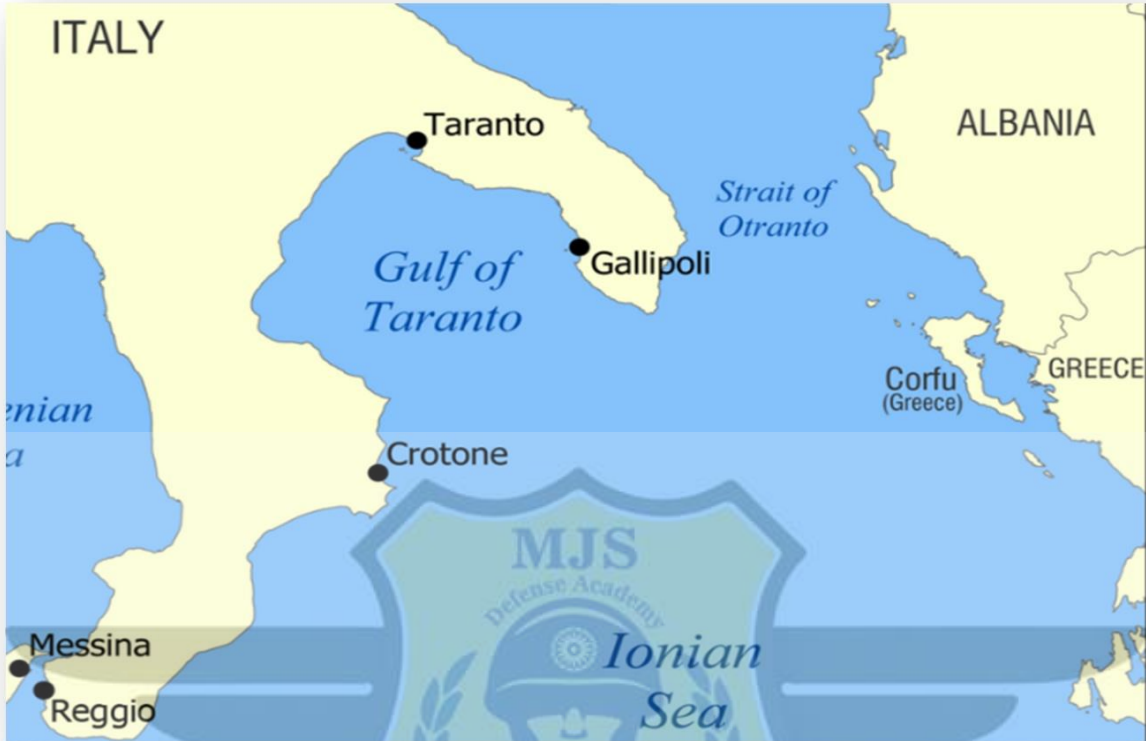 ITALY
Taranto
ALBANIA
Strait of
Otranto
Gulf of
Taranto
Gallipoli
Corfu
(Greece)
GREECE
enian
a
Crotone
MJS
Defense Academy
Messina
Ionian
Sea
Reggio